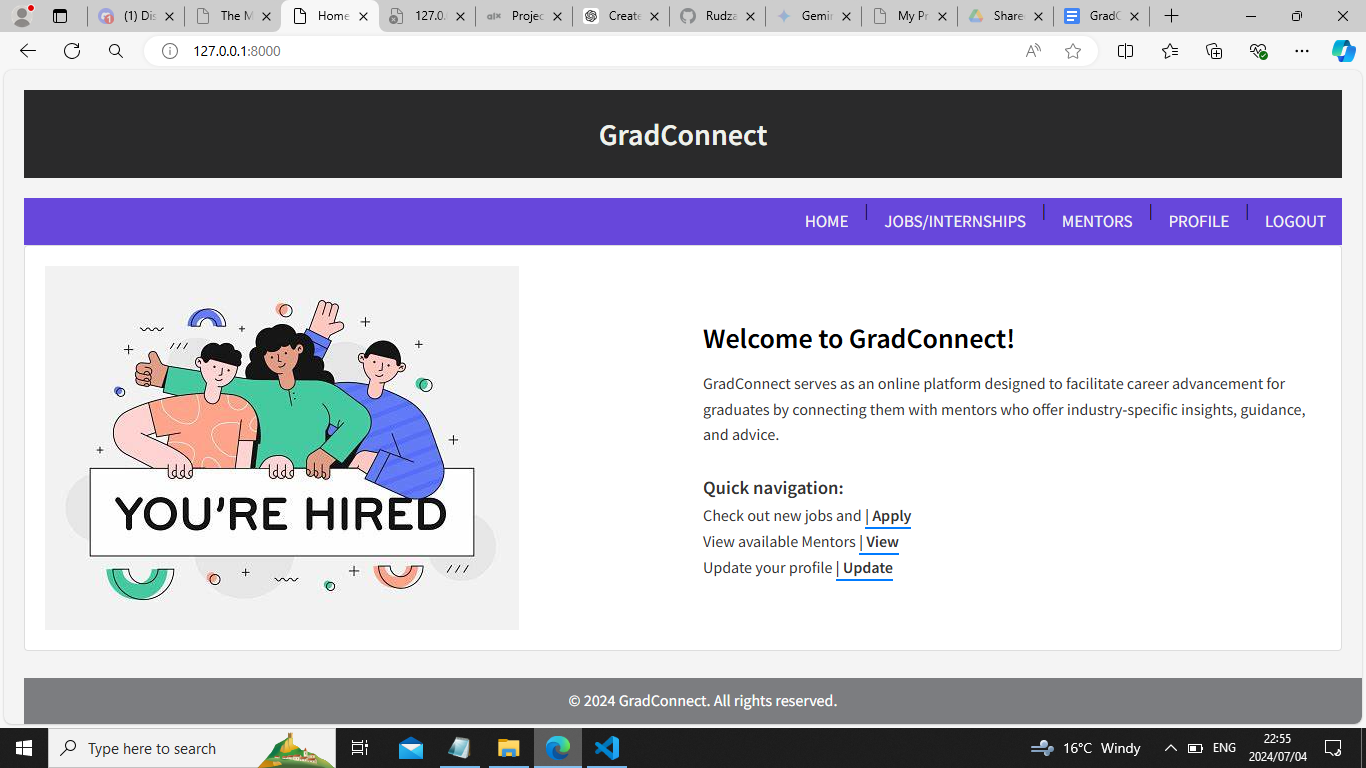 (1) Dis
The M
Home
127.0.
Projec
Create
Rudza
Gemin
My Pr
Share
GradC
127.0.0.1:8000
GradConnect
HOME | JOBS/INTERNSHIPS | MENTORS | PROFILE | LOGOUT
YOU'RE HIRED
Welcome to GradConnect!
GradConnect serves as an online platform designed to facilitate career advancement for
graduates by connecting them with mentors who offer industry-specific insights, guidance,
and advice.
Quick navigation:
Check out new jobs and | Apply
View available Mentors | View
Update your profile | Update
© 2024 GradConnect. All rights reserved.
Type here to search
16°C Windy
ENG
22:55
2024/07/04